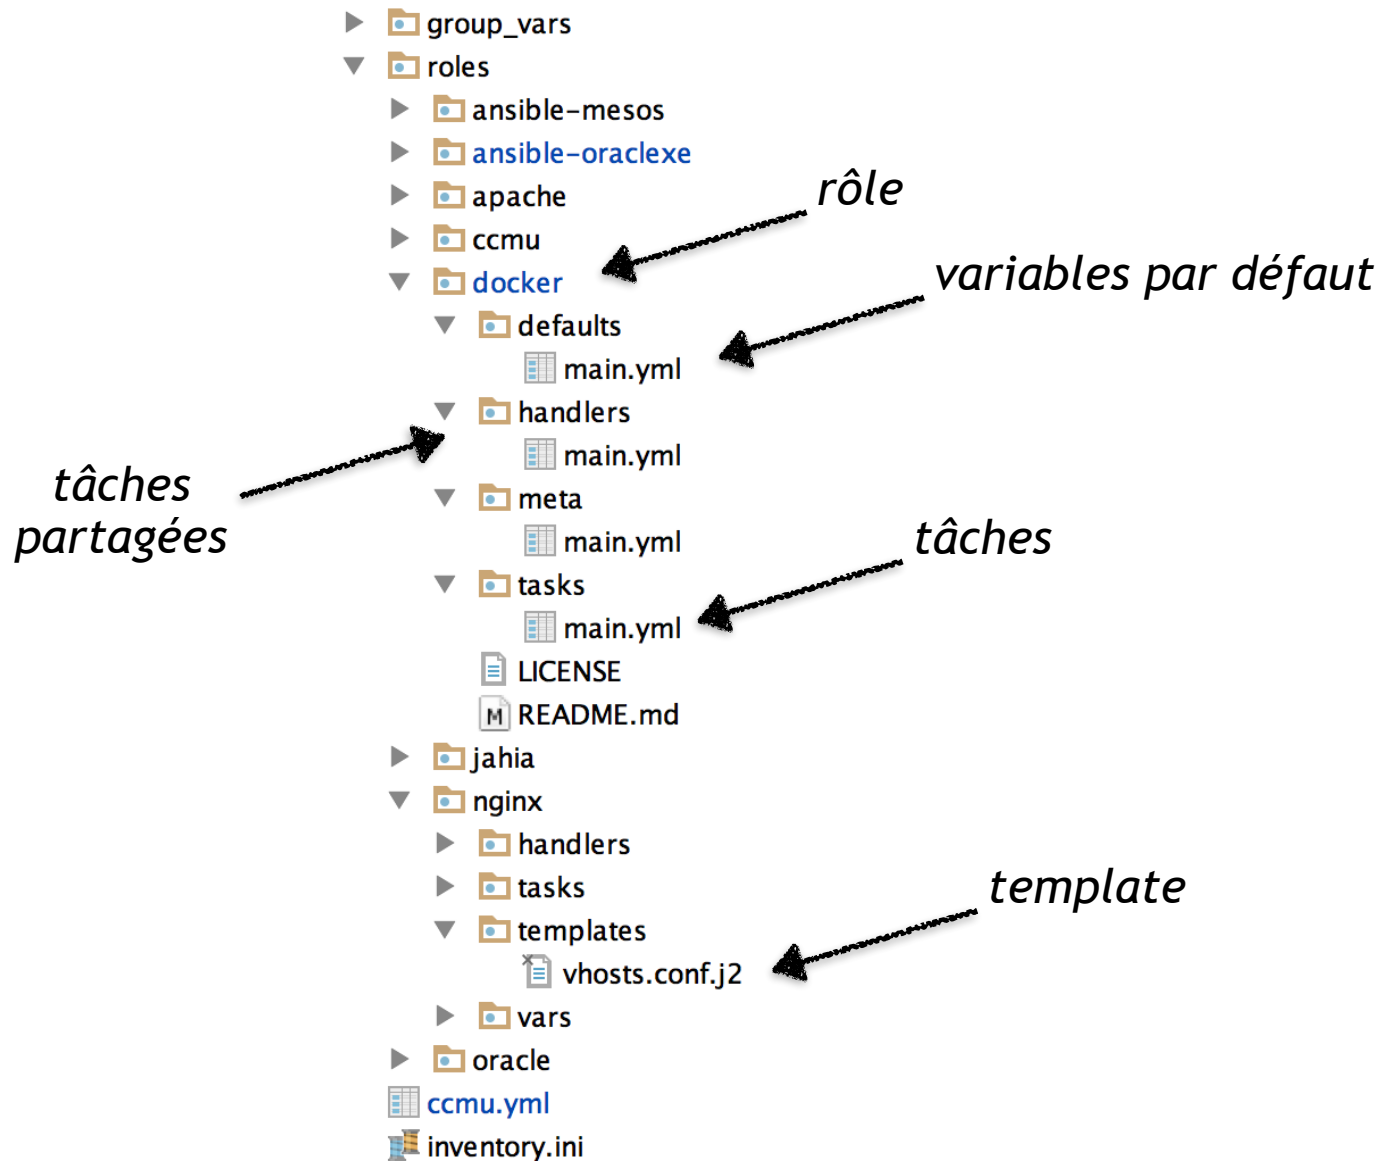 group_vars
roles
ansible-mesos
ansible-oraclexe
apache
rôle
ccmu
docker
variables par défaut
defaults
main.yml
handlers
main.yml
tâches
partagées
meta
main.yml
tâches
tasks
main.yml
LICENSE
M README.md
jahia
nginx
handlers
tasks
template
templates
vhosts.conf.j2
vars
oracle
ccmu.yml
inventory.ini